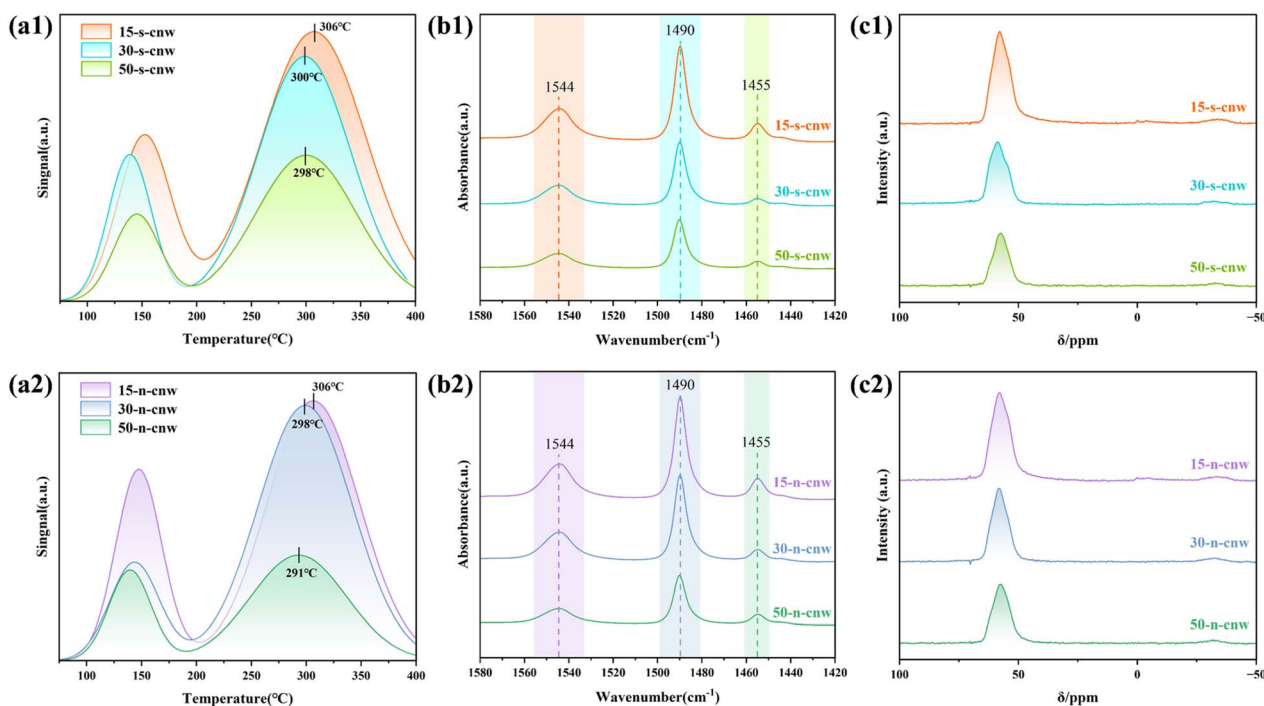 (a1)
15-s-cnw
30-s-cnw
50-s-cnw
306℃
300℃
298℃
Singnal(a.u.)
100 150 200 250 300 350 400
Temperature(℃)
(b1)
1544
1490
1455
15-s-cnw
30-s-cnw
50-s-cnw
Absorbance(a.u.)
1580 1560 1540 1520 1500 1480 1460 1440 1420
Wavenumber(cm⁻¹)
(c1)
15-s-cnw
30-s-cnw
50-s-cnw
Intensity (a.u.)
100 50 0 −50
δ/ppm
(a2)
15-n-cnw
30-n-cnw
50-n-cnw
306℃
298℃
291℃
Singnal(a.u.)
100 150 200 250 300 350 400
Temperature(℃)
(b2)
1544
1490
1455
15-n-cnw
30-n-cnw
50-n-cnw
Absorbance(a.u.)
1580 1560 1540 1520 1500 1480 1460 1440 1420
Wavenumber(cm⁻¹)
(c2)
15-n-cnw
30-n-cnw
50-n-cnw
Intensity (a.u.)
100 50 0 −50
δ/ppm